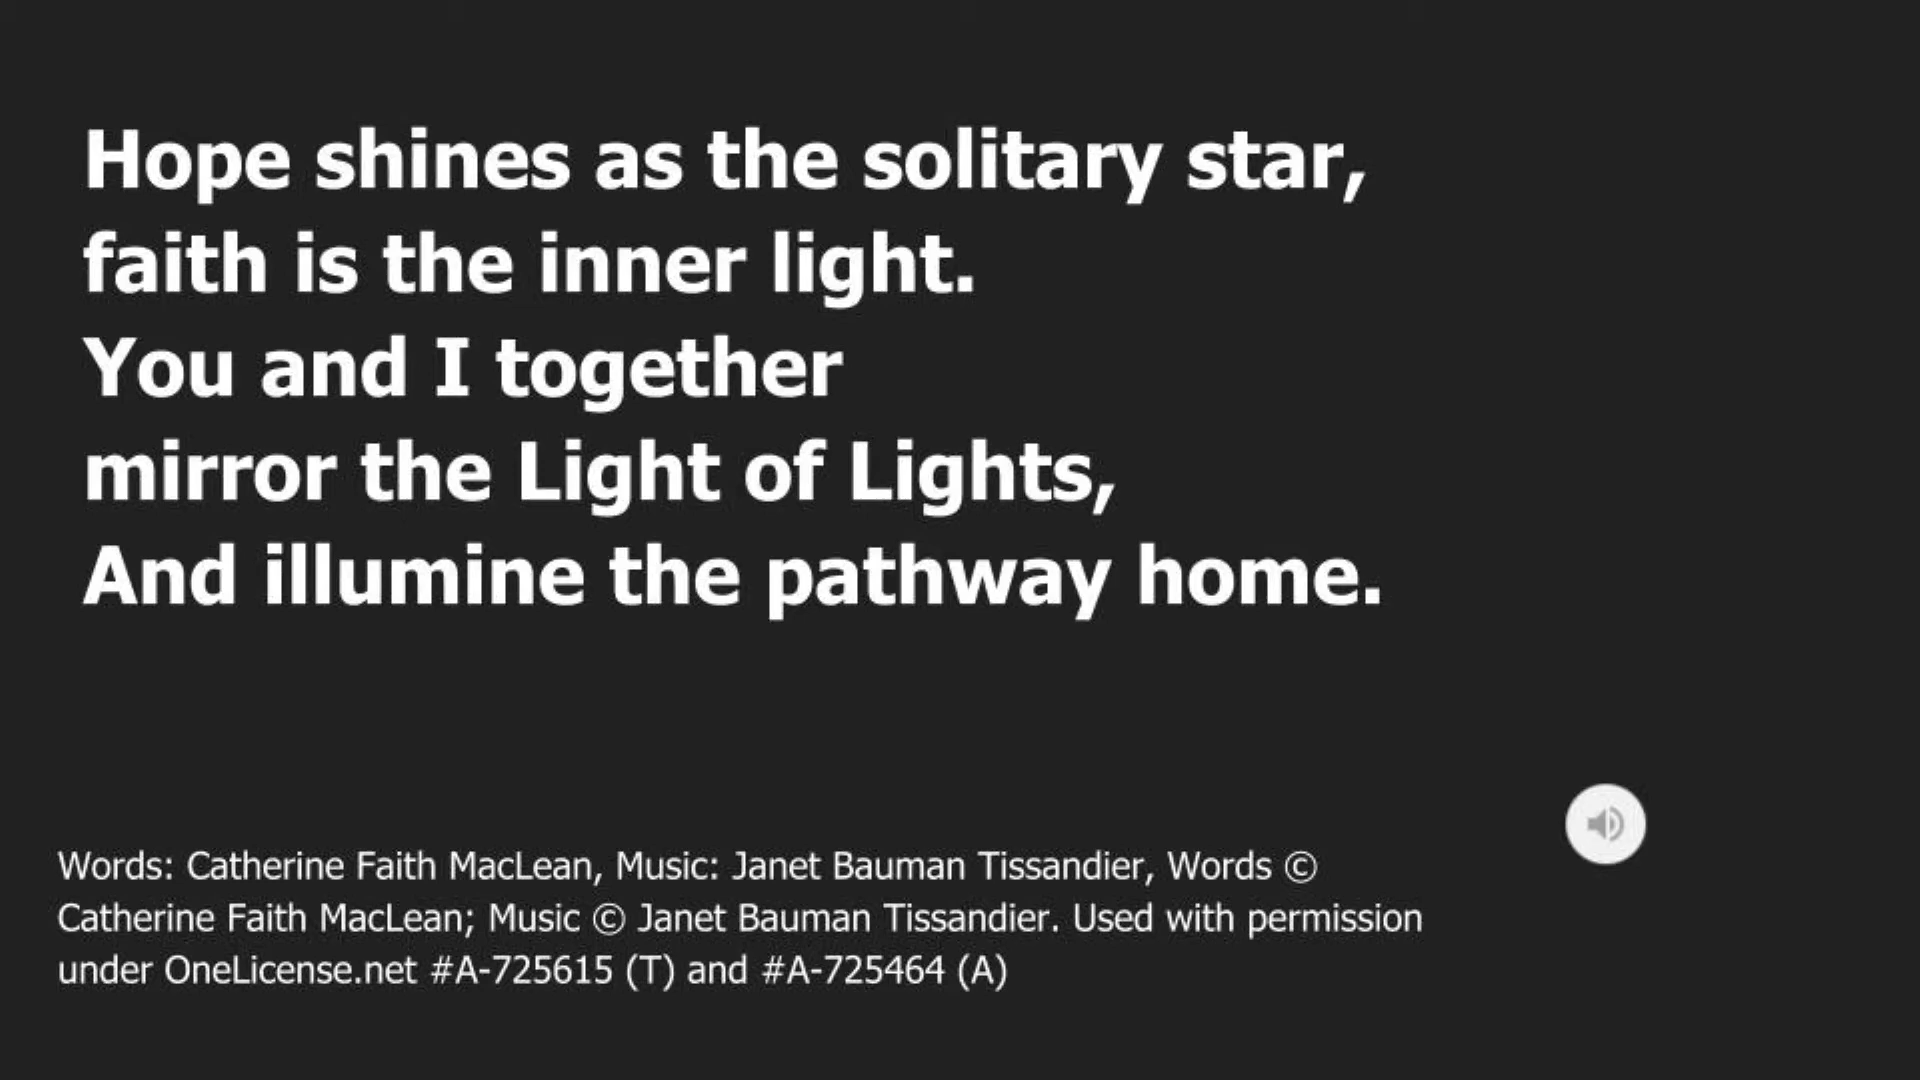 Hope shines as the solitary star,
faith is the inner light.
You and I together
mirror the Light of Lights,
And illumine the pathway home.
Words: Catherine Faith MacLean, Music: Janet Bauman Tissandier, Words ©
Catherine Faith MacLean; Music © Janet Bauman Tissandier. Used with permission
under OneLicense.net #A-725615 (T) and #A-725464 (A)